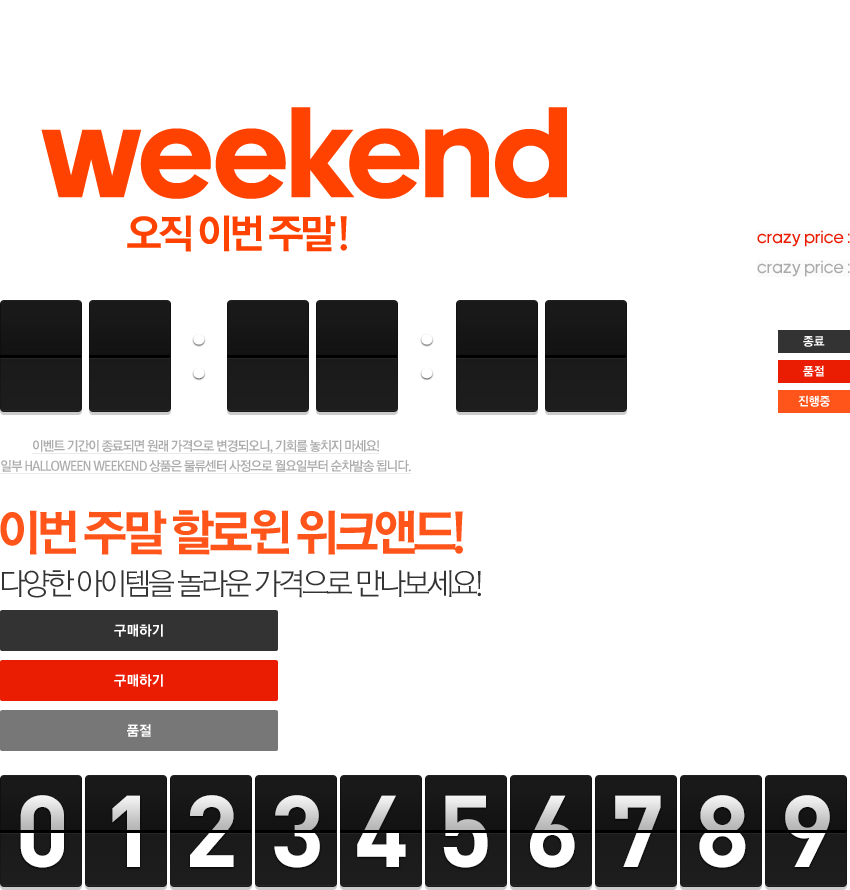 weekend
오직 이번 주말!
crazy price :
crazy price :
종료
품절
진행중
이벤트 기간이 종료되면 원래 가격으로 변경되오니, 기회를 놓치지 마세요!
일부 HALLOWEEN WEEKEND 상품은 물류센터 사정으로 월요일부터 순차발송 됩니다.
이번 주말 할로윈 위크앤드!
다양한 아이템을 놀라운 가격으로 만나보세요!
구매하기
구매하기
품절
0 1 2 3 4 5 6 7 8 9